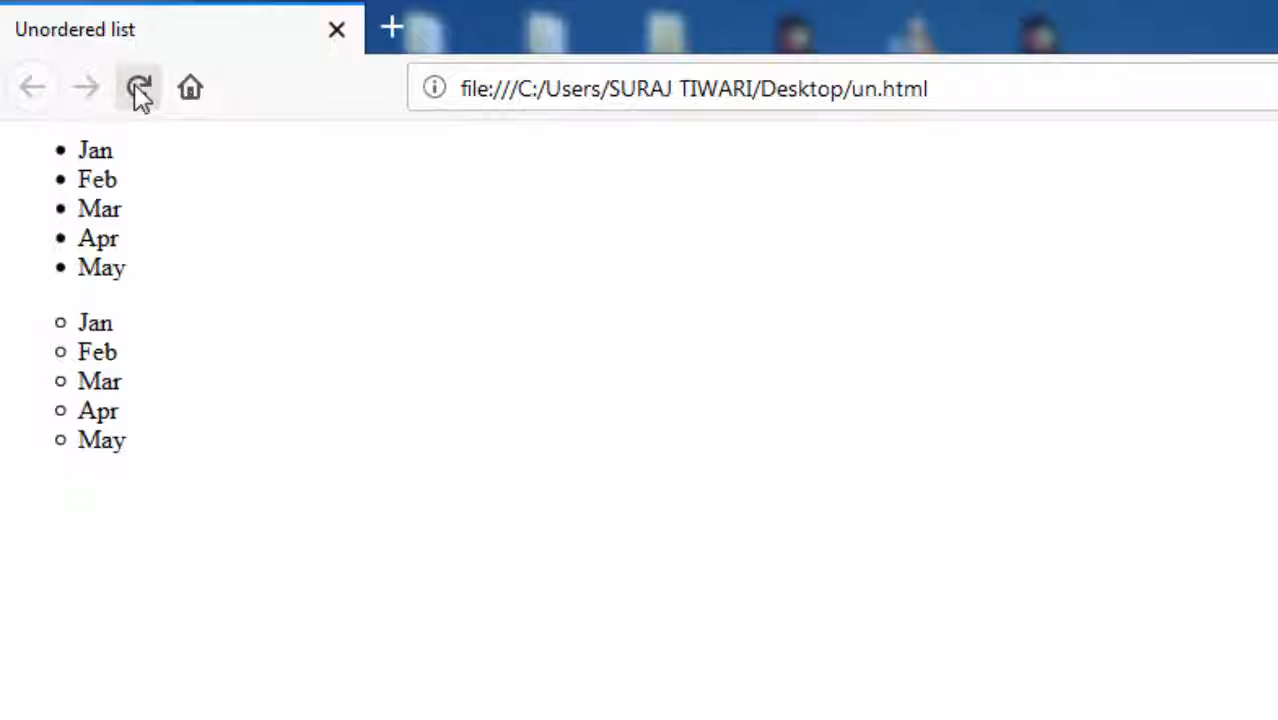 Unordered list
file:///C:/Users/SURAJ TIWARI/Desktop/un.html
Jan
Feb
Mar
Apr
May
Jan
Feb
Mar
Apr
May